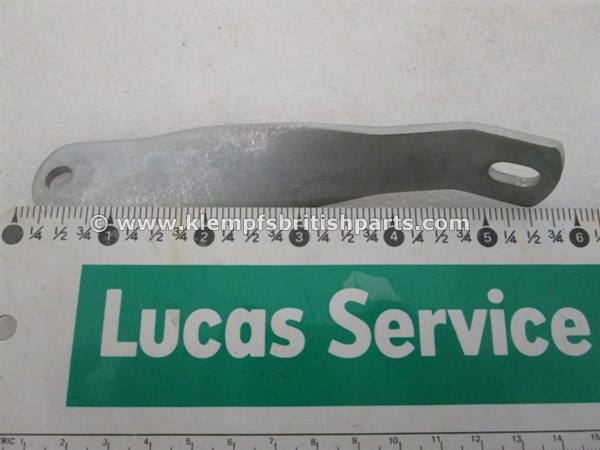 © www.klempfsbritishparts.com ©
¼ ½ ¾ 1 ¼ ½ ¾ 2 ¼ ½ ¾ 3 ¼ ½ ¾ 4 ¼ ½ ¾ 5 ¼ ½ ¾ 6 ¼
Lucas Service
TRIC 1 2 3 4 5 6 7 8 9 10 11 12 13 14 15